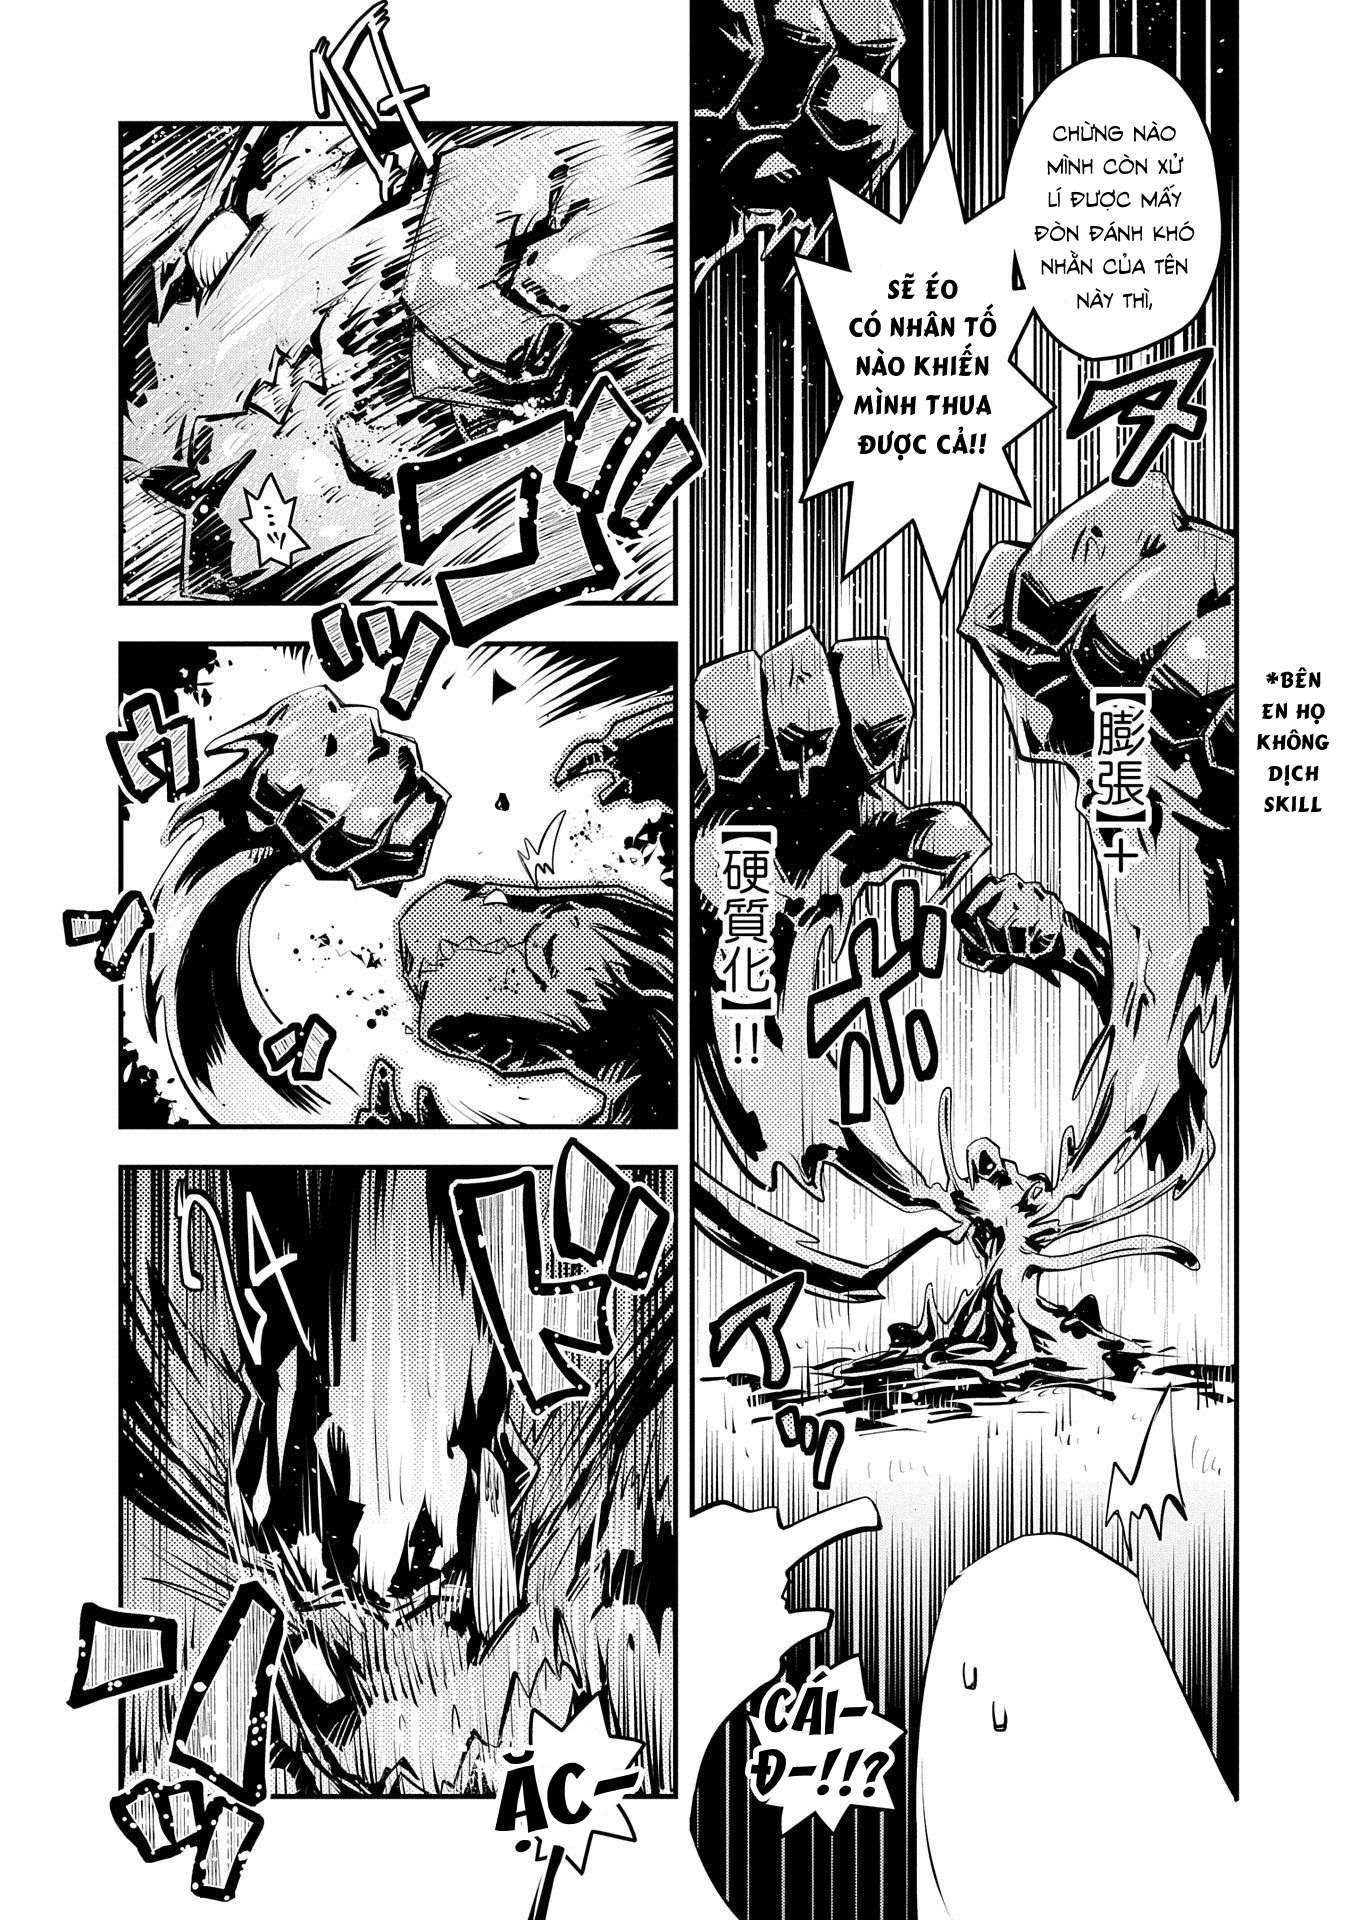 CHỪNG NÀO
MÌNH CÒN XỬ
LÍ ĐƯỢC MẤY
ĐÒN ĐÁNH KHÓ
NHẰN CỦA TÊN
NÀY THÌ,
SẼ ÉO
CÓ NHÂN TỐ
NÀO KHIẾN
MÌNH THUA
ĐƯỢC CẢ!!
*BÊN
EN HỌ
KHÔNG
DỊCH
SKILL
【膨張】+
【硬質化】!!
CÁI-
Đ-!!?
ẶC-